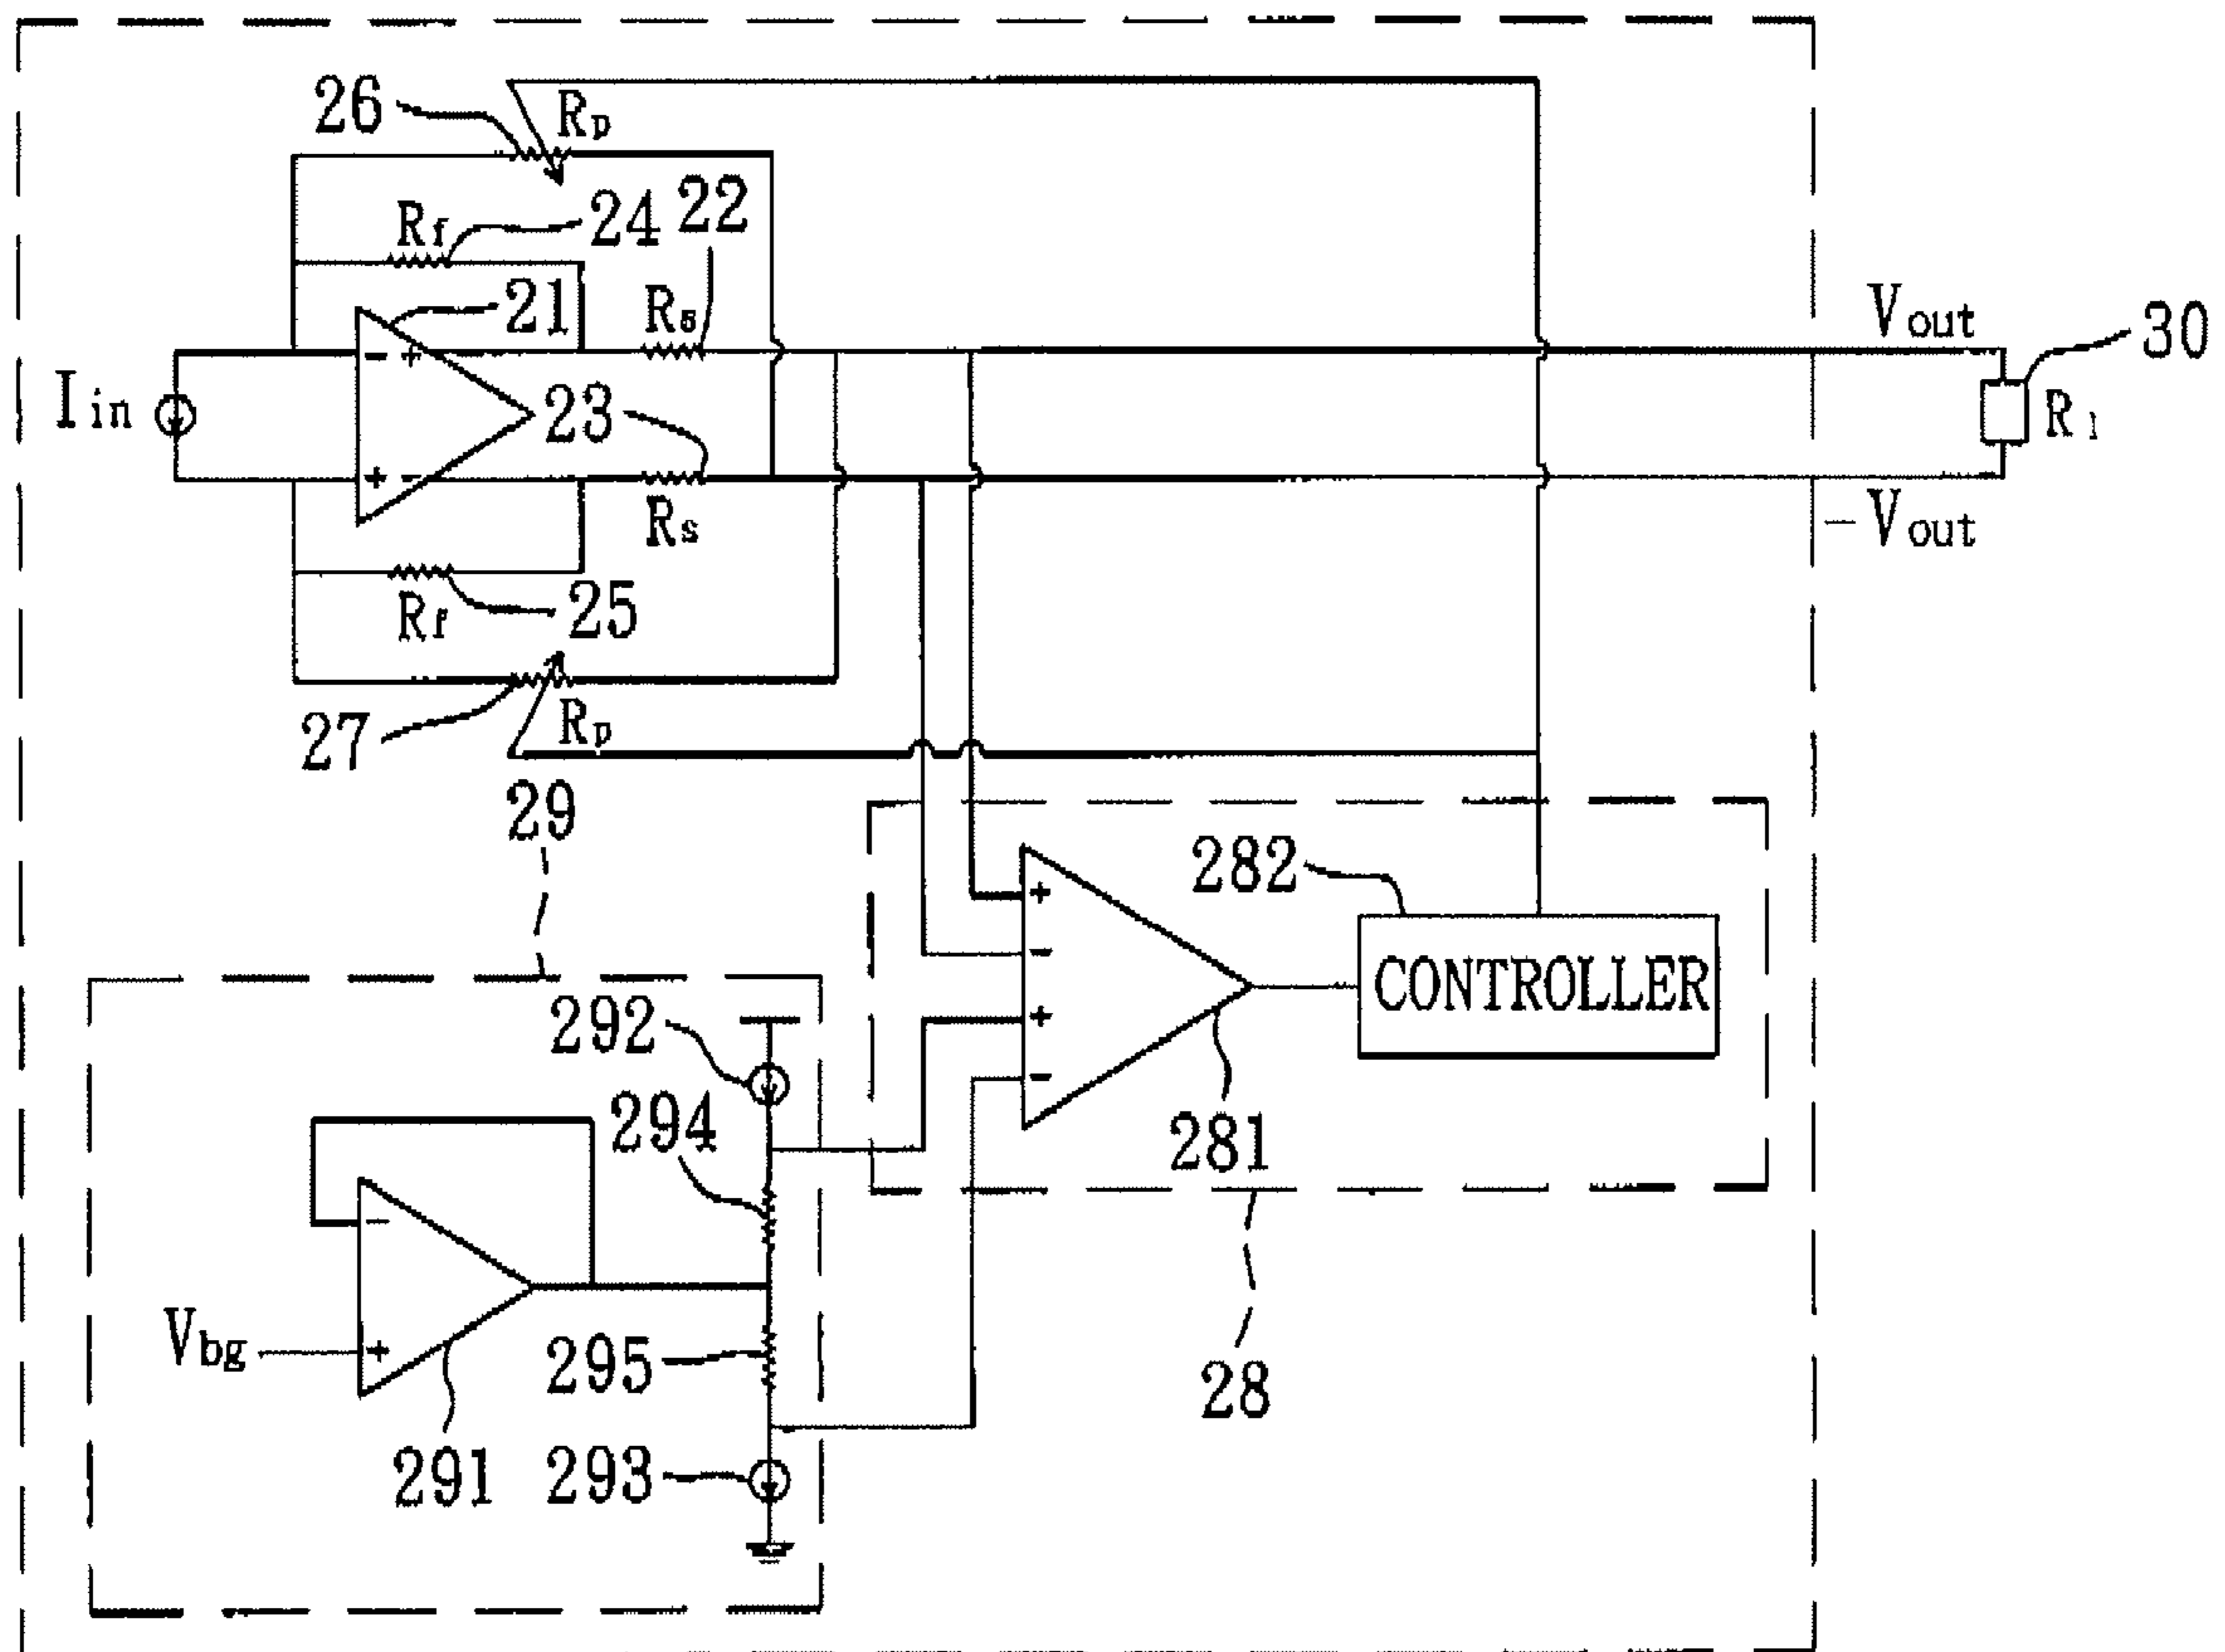 26
Rp
Rf
24
22
21
Rs
Vout
30
Iin
-
+
23
Rl
+
-
Rs
-Vout
Rf
25
27
Rp
29
282
+
-
CONTROLLER
+
-
292
294
281
-
Vbg
+
295
28
291
293